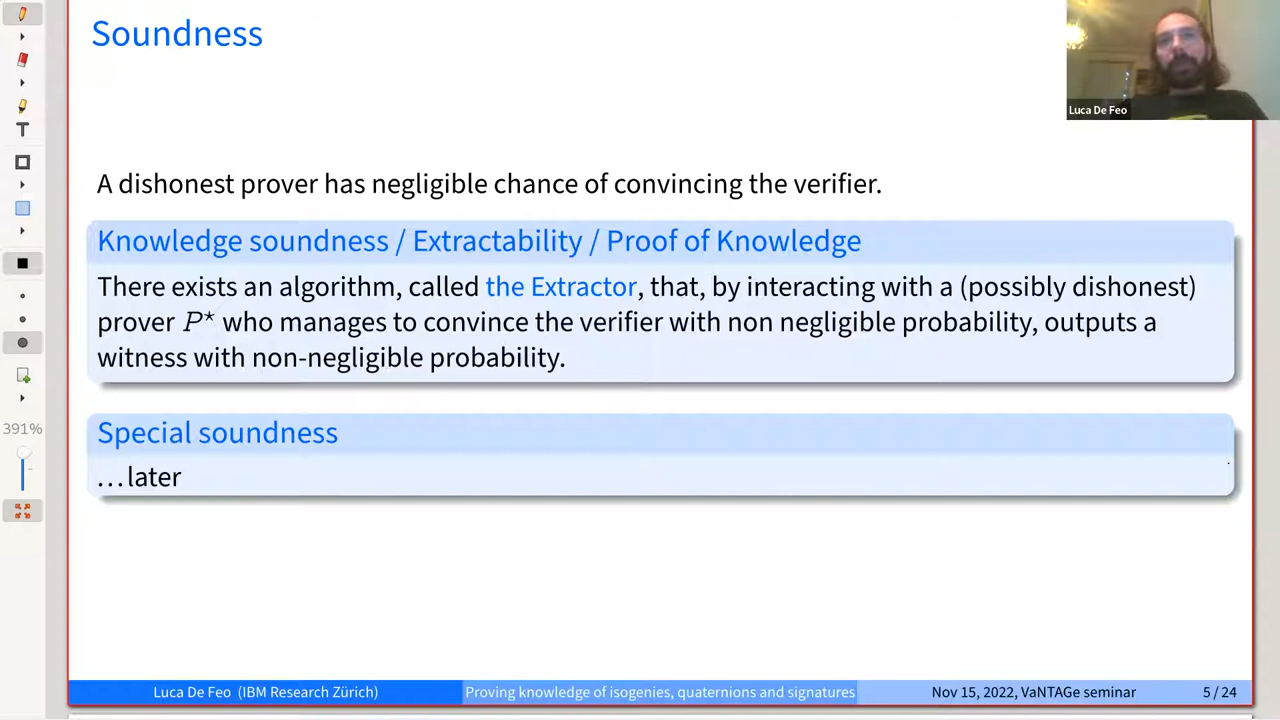 Soundness
Luca De Feo
A dishonest prover has negligible chance of convincing the verifier.
Knowledge soundness / Extractability / Proof of Knowledge
There exists an algorithm, called the Extractor, that, by interacting with a (possibly dishonest)
prover P⋆ who manages to convince the verifier with non negligible probability, outputs a
witness with non-negligible probability.
Special soundness
…later
T
391%
Luca De Feo (IBM Research Zürich)
Proving knowledge of isogenies, quaternions and signatures
Nov 15, 2022, VaNTAGe seminar
5 / 24